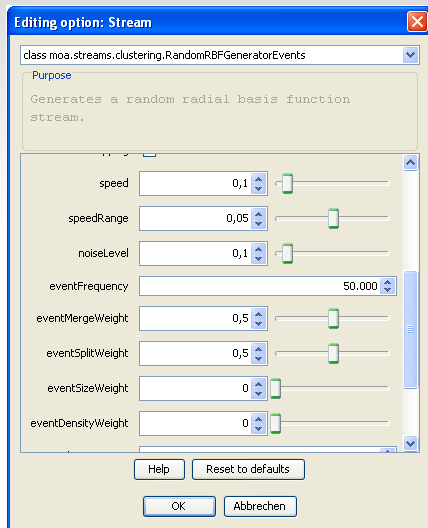 Editing option: Stream
class moa.streams.clustering.RandomRBFGeneratorEvents
Purpose
Generates a random radial basis function
stream.
speed 0,1
speedRange 0,05
noiseLevel 0,1
eventFrequency 50.000
eventMergeWeight 0,5
eventSplitWeight 0,5
eventSizeWeight 0
eventDensityWeight 0
Help Reset to defaults
OK Abbrechen